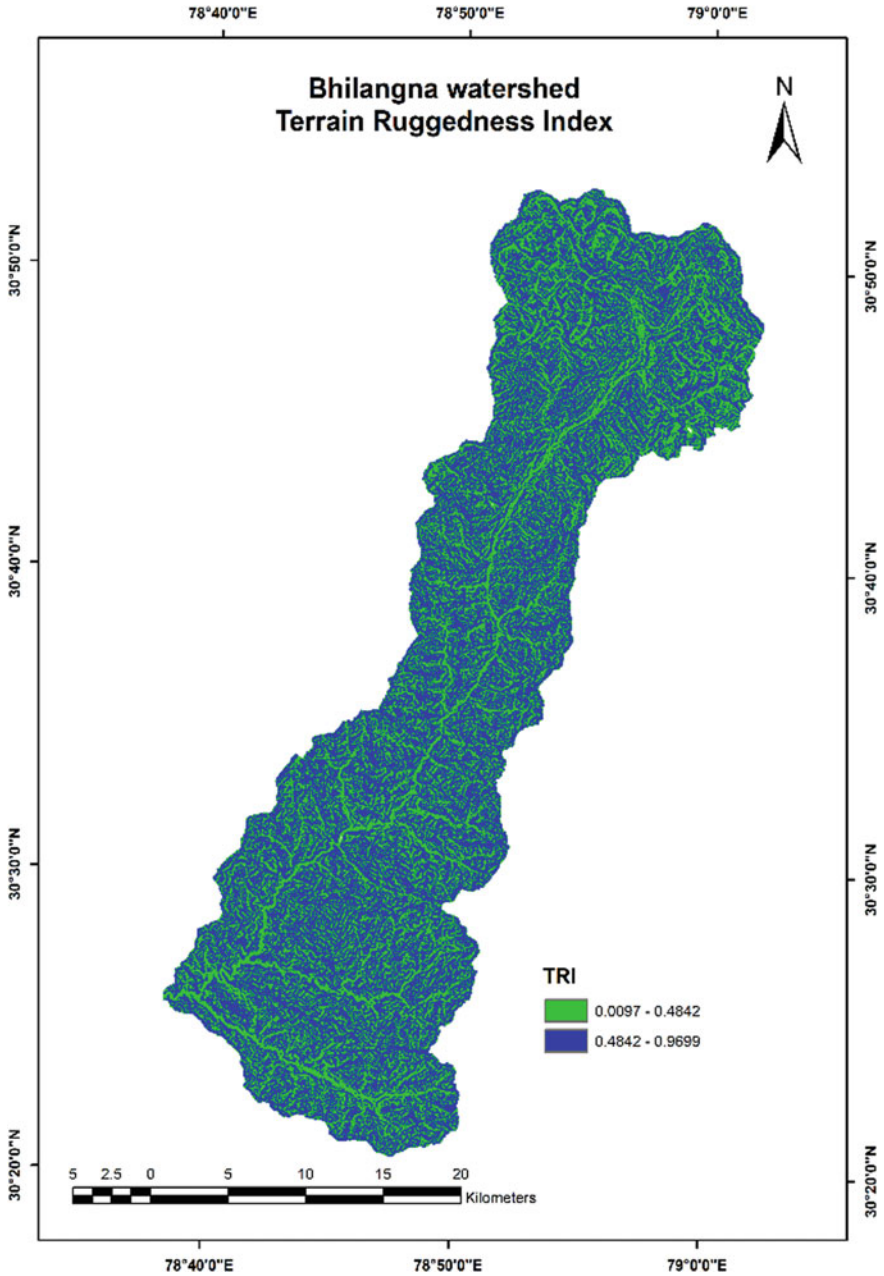 78°40'0"E 78°50'0"E 79°0'0"E
Bhilangna watershed
Terrain Ruggedness Index
N
30°50'0"N
30°50'0"N
30°40'0"N
30°40'0"N
30°30'0"N
30°30'0"N
TRI
0.0097 - 0.4842
0.4842 - 0.9699
30°20'0"N
30°20'0"N
5 2.5 0 5 10 15 20
Kilometers
78°40'0"E 78°50'0"E 79°0'0"E